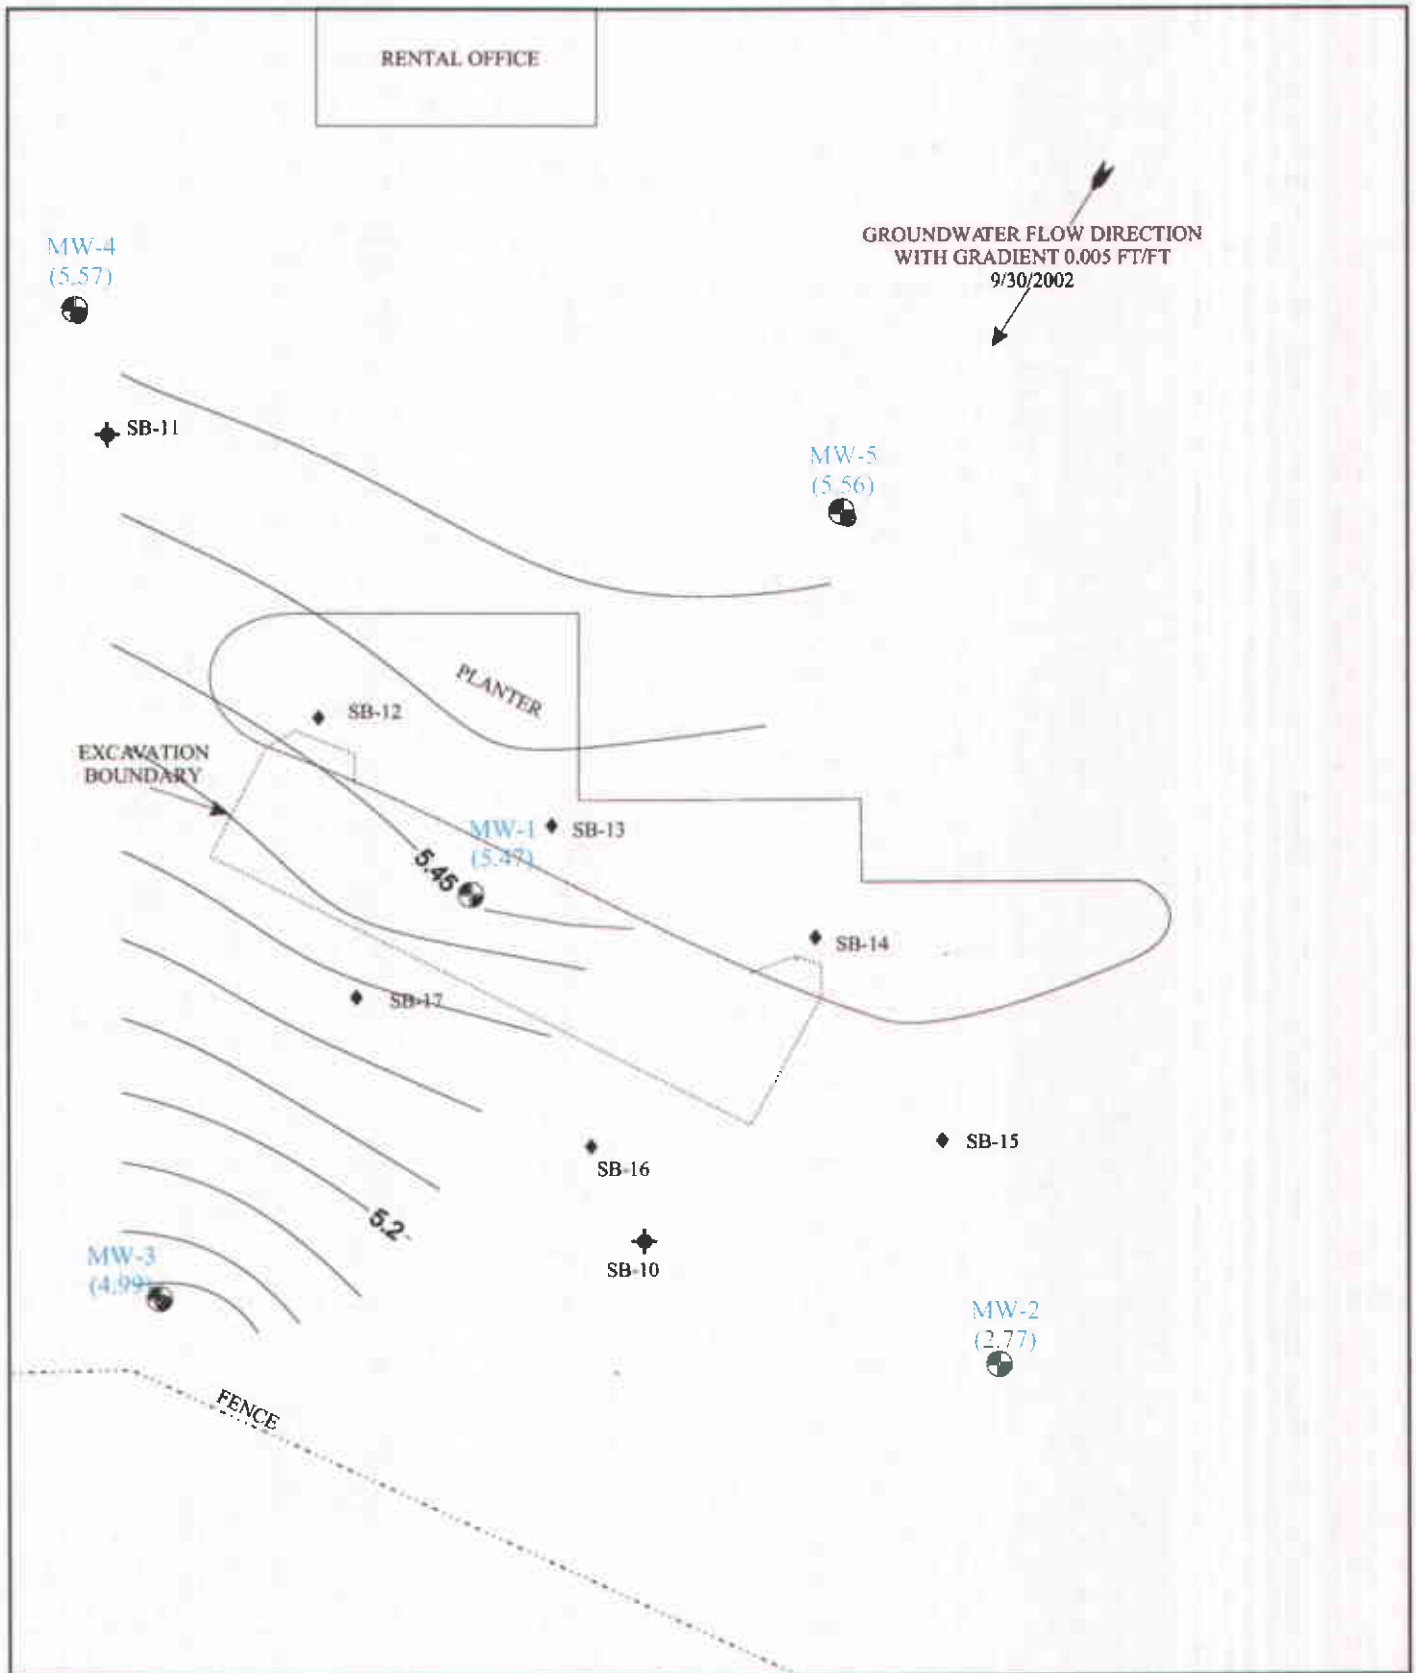 RENTAL OFFICE
GROUNDWATER FLOW DIRECTION
WITH GRADIENT 0.005 FT/FT
9/30/2002
MW-4
(5.57)
SB-11
MW-5
(5.56)
PLANTER
SB-12
EXCAVATION
BOUNDARY
MW-1
(5.47)
SB-13
5.45
SB-14
SB-17
SB-15
SB-16
5.2
SB-10
MW-3
(4.99)
MW-2
(2.77)
FENCE